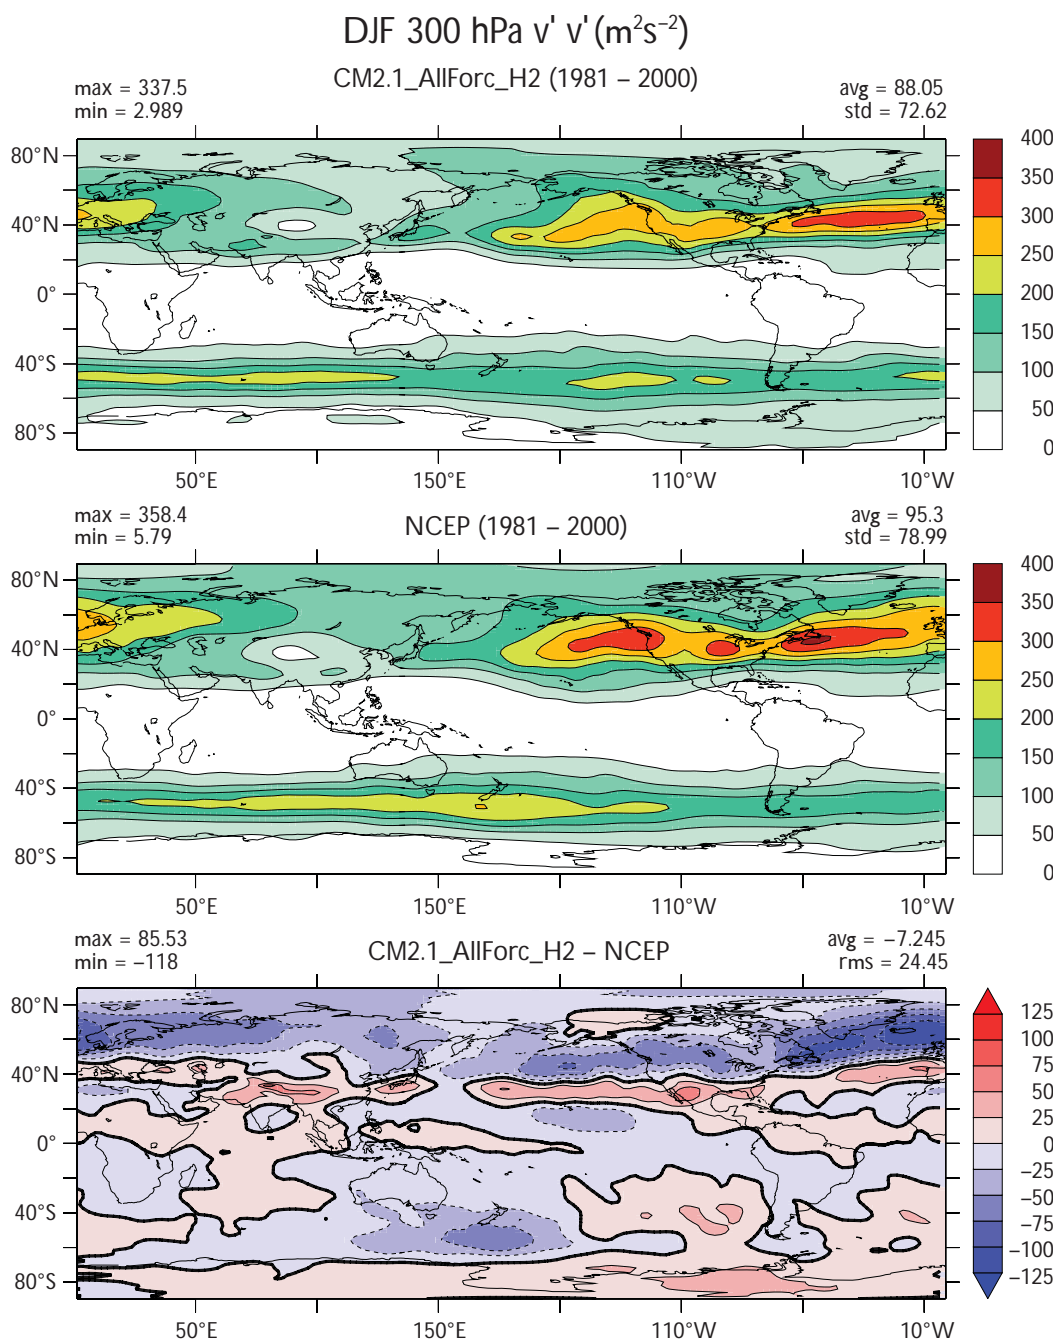 DJF 300 hPa v' v' (m²s⁻²)
CM2.1_AllForc_H2 (1981 – 2000)
max = 337.5
min = 2.989
avg = 88.05
std = 72.62
80°N
40°N
0°
40°S
80°S
50°E 150°E 110°W 10°W
400
350
300
250
200
150
100
50
0
max = 358.4
min = 5.79
NCEP (1981 – 2000)
avg = 95.3
std = 78.99
80°N
40°N
0°
40°S
80°S
50°E 150°E 110°W 10°W
400
350
300
250
200
150
100
50
0
max = 85.53
min = –118
CM2.1_AllForc_H2 – NCEP
avg = –7.245
rms = 24.45
80°N
40°N
0°
40°S
80°S
50°E 150°E 110°W 10°W
125
100
75
50
25
0
–25
–50
–75
–100
–125